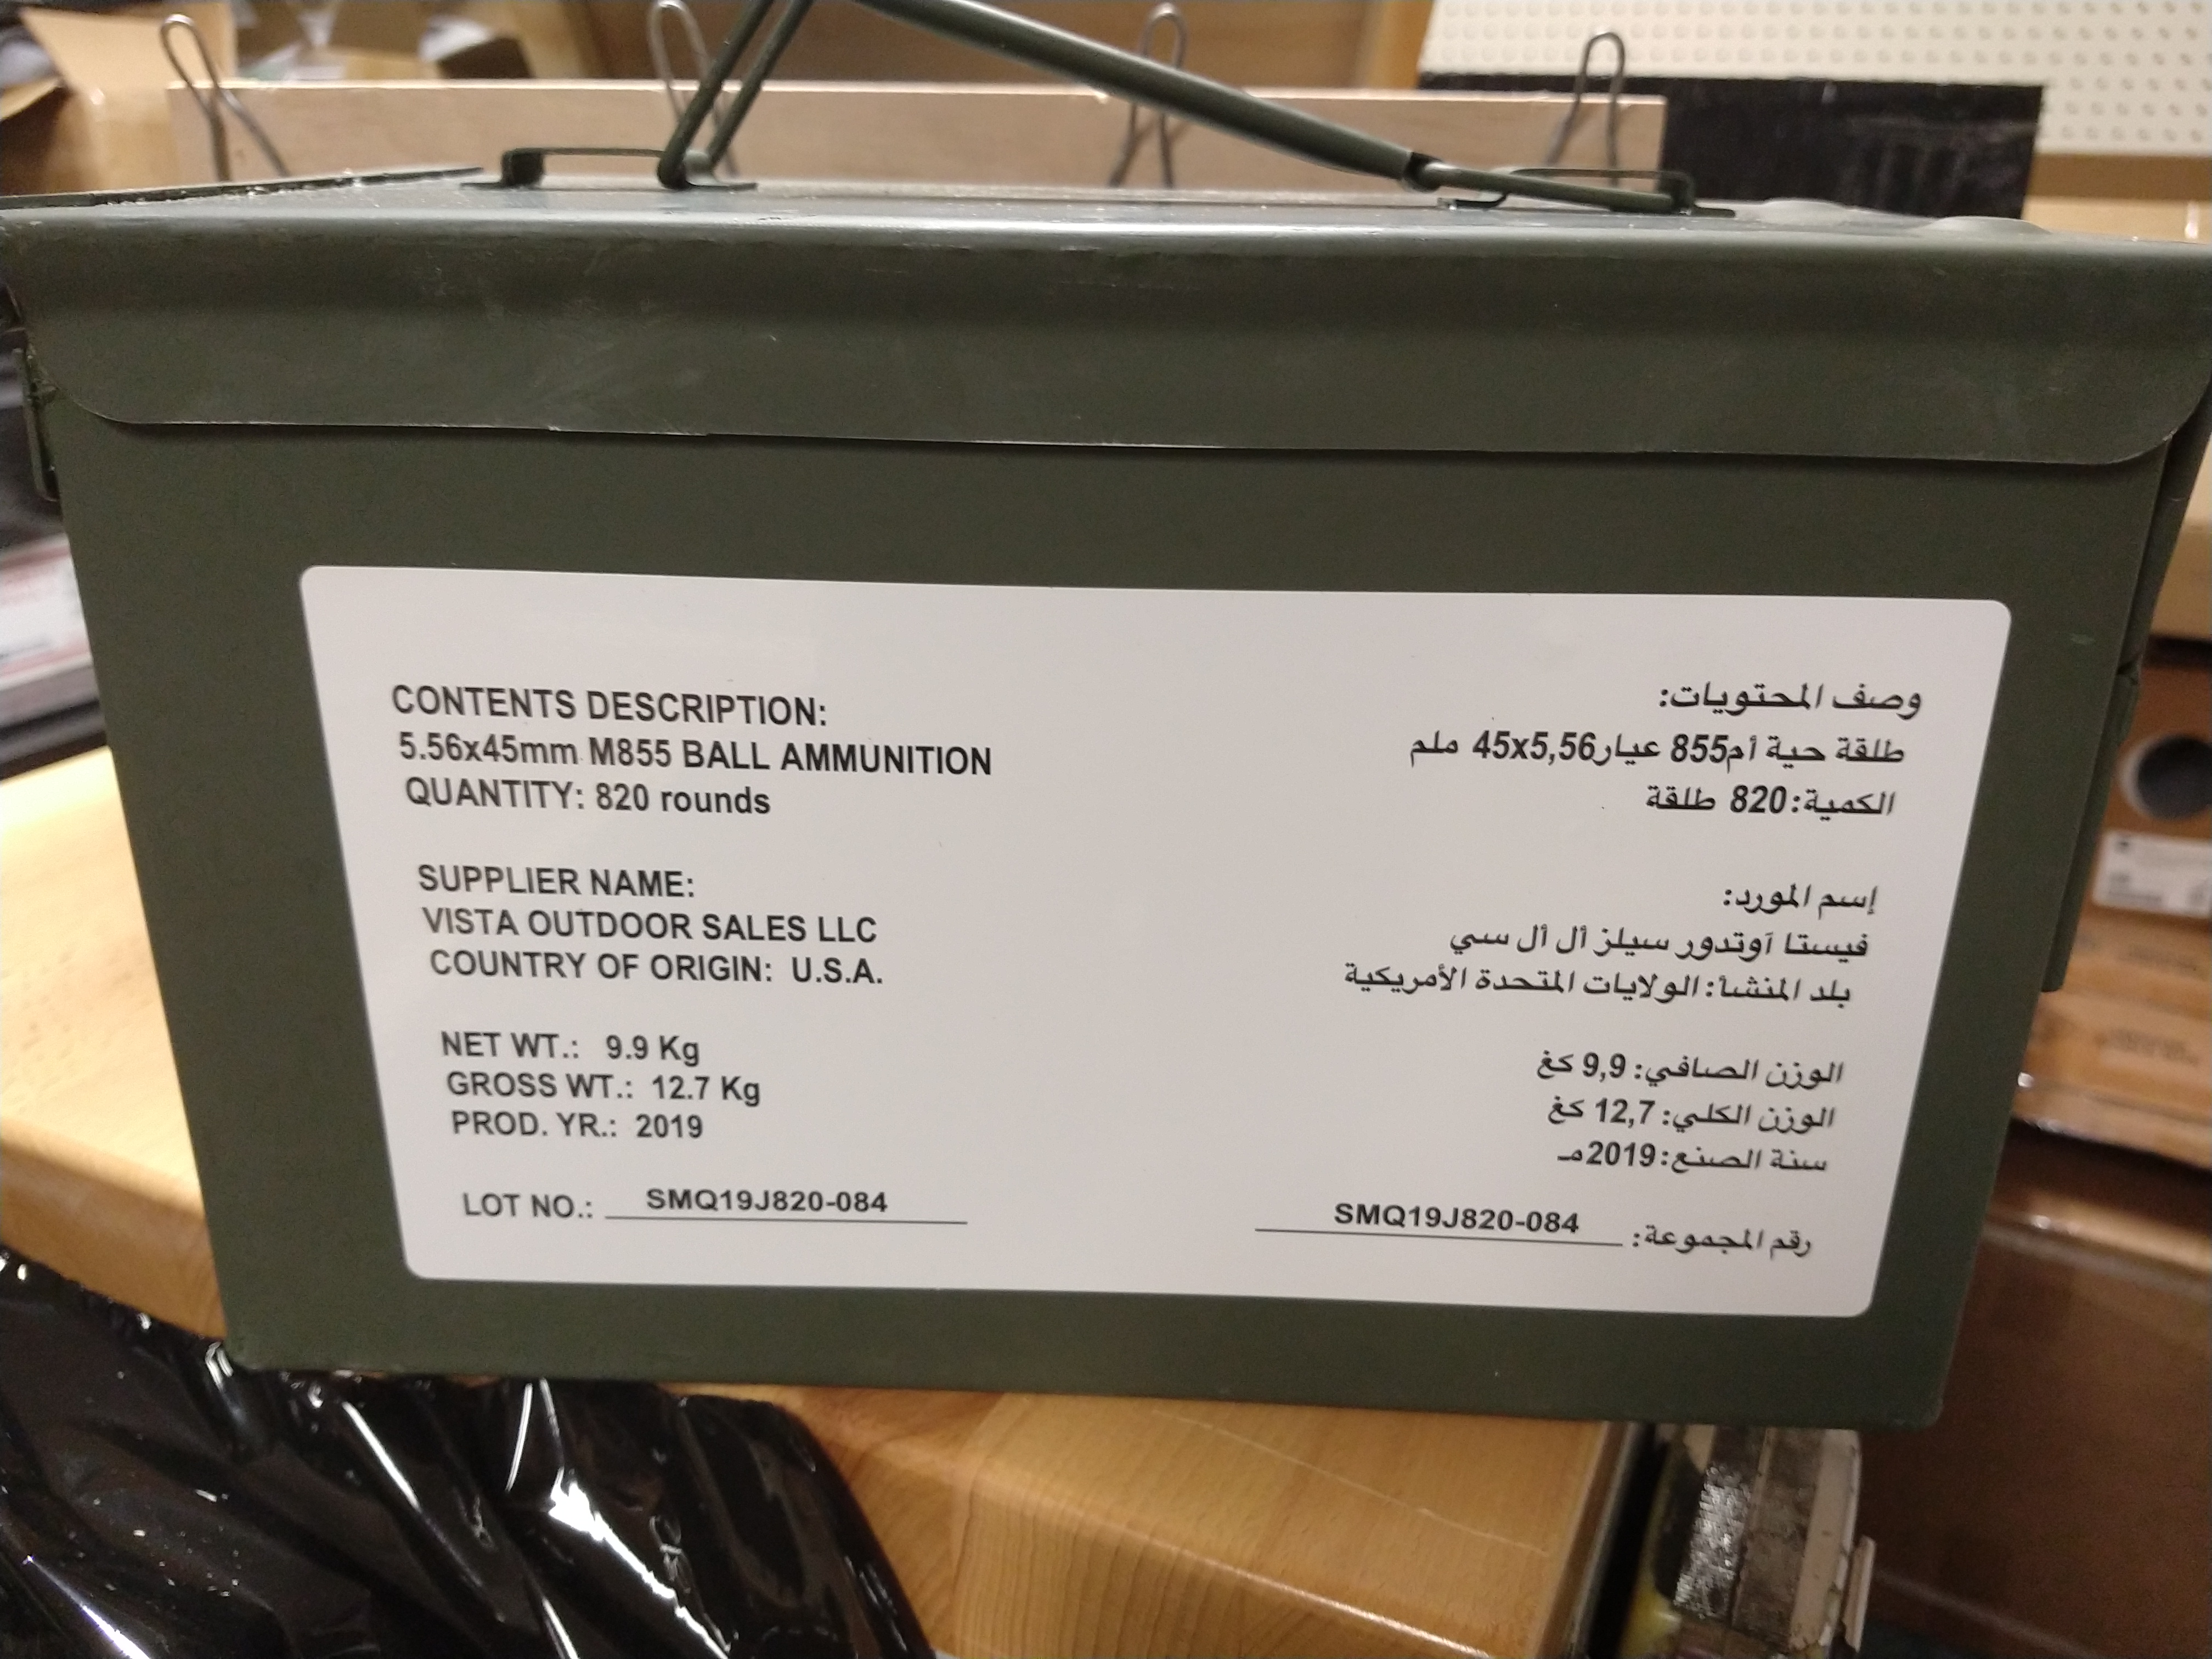 CONTENTS DESCRIPTION:
5.56x45mm M855 BALL AMMUNITION
QUANTITY: 820 rounds
SUPPLIER NAME:
VISTA OUTDOOR SALES LLC
COUNTRY OF ORIGIN: U.S.A.
NET WT.: 9.9 Kg
GROSS WT.: 12.7 Kg
PROD. YR.: 2019
LOT NO.: SMQ19J820-084
وصف المحتويات:
طلقة حية أم855 عيار45x5,56 ملم
الكمية: 820 طلقة
إسم المورد:
فيستا آوتدور سيلز أل أل سي
بلد المنشأ: الولايات المتحدة الأمريكية
الوزن الصافي: 9,9 كغ
الوزن الكلي: 12,7 كغ
سنة الصنع: 2019مـ
رقم المجموعة: SMQ19J820-084